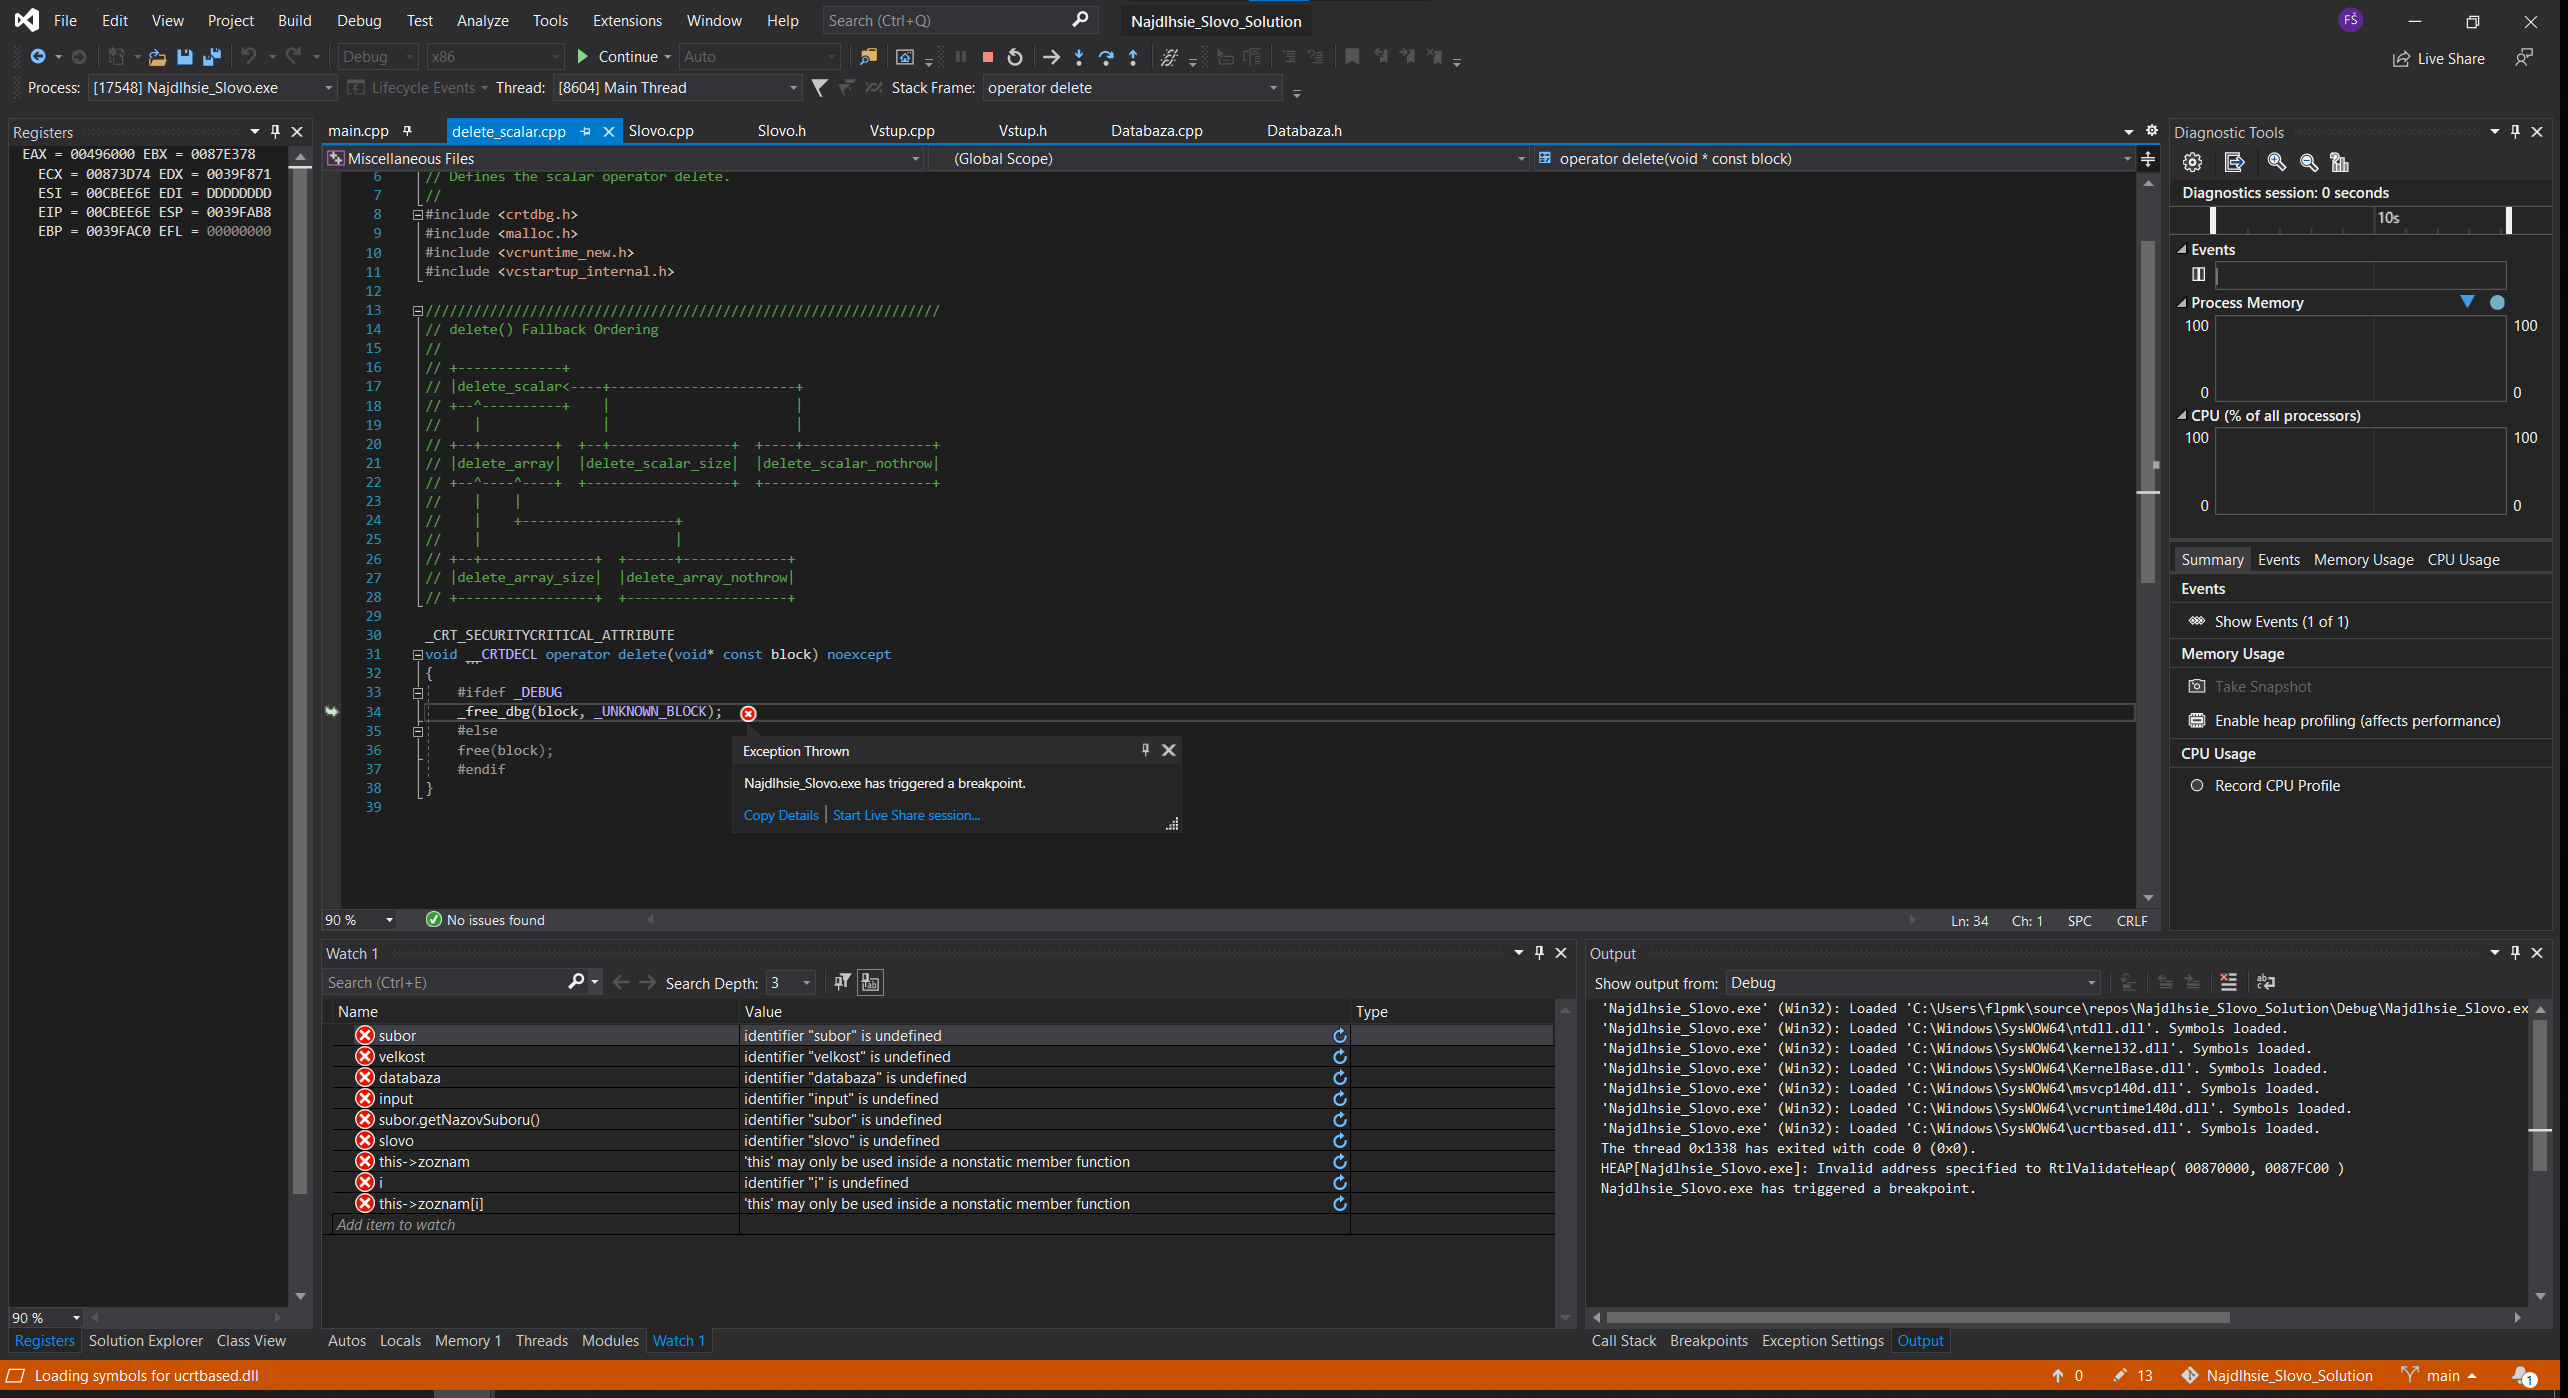 File Edit View Project Build Debug Test Analyze Tools Extensions Window Help Search (Ctrl+Q) Najdlhsie_Slovo_Solution FŠ
Debug x86 Continue Auto Live Share
Process: [17548] Najdlhsie_Slovo.exe Lifecycle Events Thread: [8604] Main Thread Stack Frame: operator delete
Registers
EAX = 00496000 EBX = 0087E378
ECX = 00873D74 EDX = 0039F871
ESI = 00CBEE6E EDI = DDDDDDDD
EIP = 00CBEE6E ESP = 0039FAB8
EBP = 0039FAC0 EFL = 00000000
90 %
Registers Solution Explorer Class View
main.cpp delete_scalar.cpp Slovo.cpp Slovo.h Vstup.cpp Vstup.h Databaza.cpp Databaza.h
Miscellaneous Files (Global Scope) operator delete(void * const block)
6 // Defines the scalar operator delete.
7 //
8 #include <crtdbg.h>
9 #include <malloc.h>
10 #include <vcruntime_new.h>
11 #include <vcstartup_internal.h>
12
13 ////////////////////////////////////////////////////////////////
14 // delete() Fallback Ordering
15 //
16 // +-------------+
17 // |delete_scalar<----+-----------------------+
18 // +--^----------+    |                       |
19 //    |               |                       |
20 // +--+---------+  +--+---------------+  +----+----------------+
21 // |delete_array|  |delete_scalar_size|  |delete_scalar_nothrow|
22 // +--^----^----+  +------------------+  +---------------------+
23 //    |    |
24 //    |    +-------------------+
25 //    |                        |
26 // +--+--------------+  +------+-------------+
27 // |delete_array_size|  |delete_array_nothrow|
28 // +-----------------+  +--------------------+
29
30 _CRT_SECURITYCRITICAL_ATTRIBUTE
31 void __CRTDECL operator delete(void* const block) noexcept
32 {
33 #ifdef _DEBUG
34 _free_dbg(block, _UNKNOWN_BLOCK);
35 #else
36 free(block);
37 #endif
38 }
39
Exception Thrown
Najdlhsie_Slovo.exe has triggered a breakpoint.
Copy Details | Start Live Share session...
90 % No issues found Ln: 34 Ch: 1 SPC CRLF
Diagnostic Tools
Diagnostics session: 0 seconds
10s
Events
Process Memory
100 100
0 0
CPU (% of all processors)
100 100
0 0
Summary Events Memory Usage CPU Usage
Events
Show Events (1 of 1)
Memory Usage
Take Snapshot
Enable heap profiling (affects performance)
CPU Usage
Record CPU Profile
Watch 1
Search (Ctrl+E) Search Depth: 3
Name Value Type
subor identifier "subor" is undefined
velkost identifier "velkost" is undefined
databaza identifier "databaza" is undefined
input identifier "input" is undefined
subor.getNazovSuboru() identifier "subor" is undefined
slovo identifier "slovo" is undefined
this->zoznam 'this' may only be used inside a nonstatic member function
i identifier "i" is undefined
this->zoznam[i] 'this' may only be used inside a nonstatic member function
Add item to watch
Autos Locals Memory 1 Threads Modules Watch 1
Output
Show output from: Debug
'Najdlhsie_Slovo.exe' (Win32): Loaded 'C:\Users\flpmk\source\repos\Najdlhsie_Slovo_Solution\Debug\Najdlhsie_Slovo.ex
'Najdlhsie_Slovo.exe' (Win32): Loaded 'C:\Windows\SysWOW64\ntdll.dll'. Symbols loaded.
'Najdlhsie_Slovo.exe' (Win32): Loaded 'C:\Windows\SysWOW64\kernel32.dll'. Symbols loaded.
'Najdlhsie_Slovo.exe' (Win32): Loaded 'C:\Windows\SysWOW64\KernelBase.dll'. Symbols loaded.
'Najdlhsie_Slovo.exe' (Win32): Loaded 'C:\Windows\SysWOW64\msvcp140d.dll'. Symbols loaded.
'Najdlhsie_Slovo.exe' (Win32): Loaded 'C:\Windows\SysWOW64\vcruntime140d.dll'. Symbols loaded.
'Najdlhsie_Slovo.exe' (Win32): Loaded 'C:\Windows\SysWOW64\ucrtbased.dll'. Symbols loaded.
The thread 0x1338 has exited with code 0 (0x0).
HEAP[Najdlhsie_Slovo.exe]: Invalid address specified to RtlValidateHeap( 00870000, 0087FC00 )
Najdlhsie_Slovo.exe has triggered a breakpoint.
Call Stack Breakpoints Exception Settings Output
Loading symbols for ucrtbased.dll 0 13 Najdlhsie_Slovo_Solution main 1